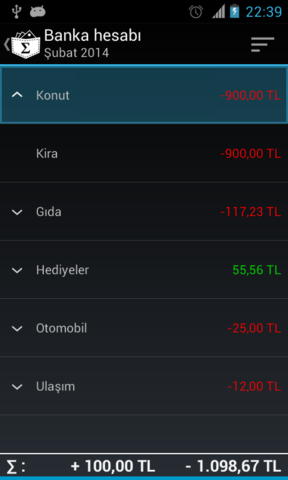 22:39
Banka hesabı
Şubat 2014
Konut -900,00 TL
Kira -900,00 TL
Gıda -117,23 TL
Hediyeler 55,56 TL
Otomobil -25,00 TL
Ulaşım -12,00 TL
Σ : + 100,00 TL - 1.098,67 TL